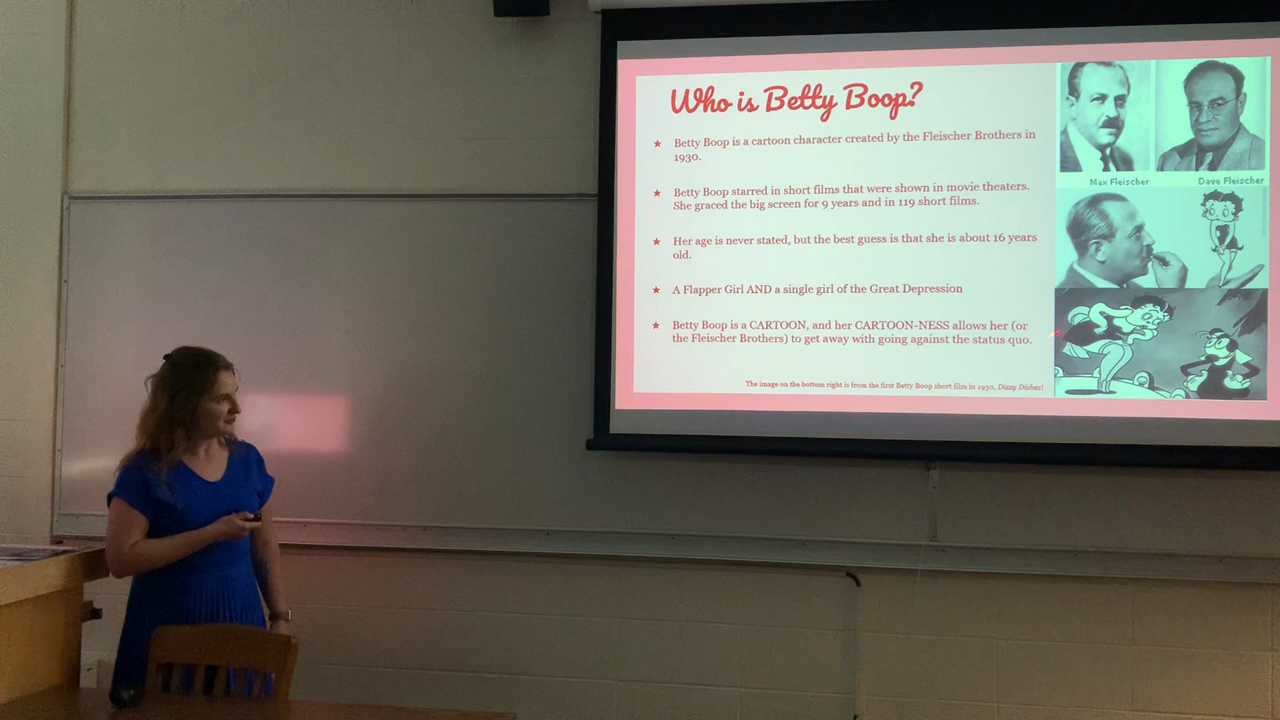 Who is Betty Boop?
★ Betty Boop is a cartoon character created by the Fleischer Brothers in
1930.
★ Betty Boop starred in short films that were shown in movie theaters.
She graced the big screen for 9 years and in 119 short films.
★ Her age is never stated, but the best guess is that she is about 16 years
old.
★ A Flapper Girl AND a single girl of the Great Depression
★ Betty Boop is a CARTOON, and her CARTOON-NESS allows her (or
the Fleischer Brothers) to get away with going against the status quo.
The image on the bottom right is from the first Betty Boop short film in 1930, Dizzy Dishes!
Max Fleischer
Dave Fleischer